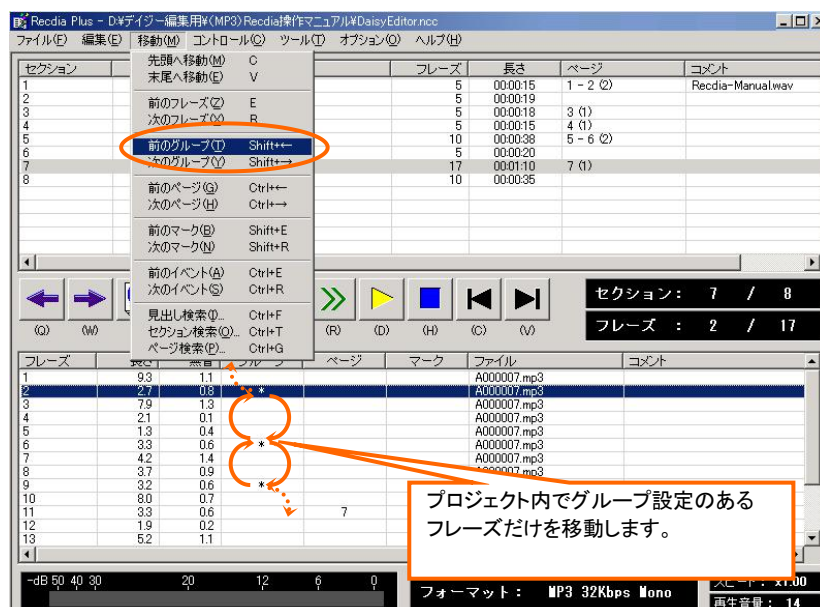 Recdia Plus - D:¥デイジー編集用¥(MP3)Recdia操作マニュアル¥DaisyEditor.ncc
ファイル(F) 編集(E) 移動(M) コントロール(C) ツール(T) オプション(O) ヘルプ(H)
先頭へ移動(M) C
末尾へ移動(E) V
前のフレーズ(Z) E
次のフレーズ(X) R
前のグループ(T) Shift+←
次のグループ(Y) Shift+→
前のページ(G) Ctrl+←
次のページ(H) Ctrl+→
前のマーク(B) Shift+E
次のマーク(N) Shift+R
前のイベント(A) Ctrl+E
次のイベント(S) Ctrl+R
見出し検索(I)... Ctrl+F
セクション検索(Q)... Ctrl+T
ページ検索(P)... Ctrl+G
セクション フレーズ 長さ ページ コメント
1 5 00:00:15 1 - 2 (2) Recdia-Manual.wav
2 5 00:00:19
3 5 00:00:18 3 (1)
4 5 00:00:15 4 (1)
5 10 00:00:38 5 - 6 (2)
6 5 00:00:20
7 17 00:01:10 7 (1)
8 10 00:00:35
(Q) (W) (R) (D) (H) (C) (V)
セクション: 7 / 8
フレーズ : 2 / 17
フレーズ 長さ 無音 グループ ページ マーク ファイル コメント
1 9.3 1.1 A000007.mp3
2 2.7 0.8 * A000007.mp3
3 7.9 1.3 A000007.mp3
4 2.1 0.1 A000007.mp3
5 1.3 0.4 A000007.mp3
6 3.3 0.6 * A000007.mp3
7 4.2 1.4 A000007.mp3
8 3.7 0.9 A000007.mp3
9 3.2 0.6 *
10 8.0 0.7
11 3.3 0.6 7
12 1.9 0.2
13 5.2 1.1
プロジェクト内でグループ設定のある
フレーズだけを移動します。
-dB 50 40 30 20 12 6 0
フォーマット: MP3 32Kbps Mono
スピード: x1.00
再生音量: 14